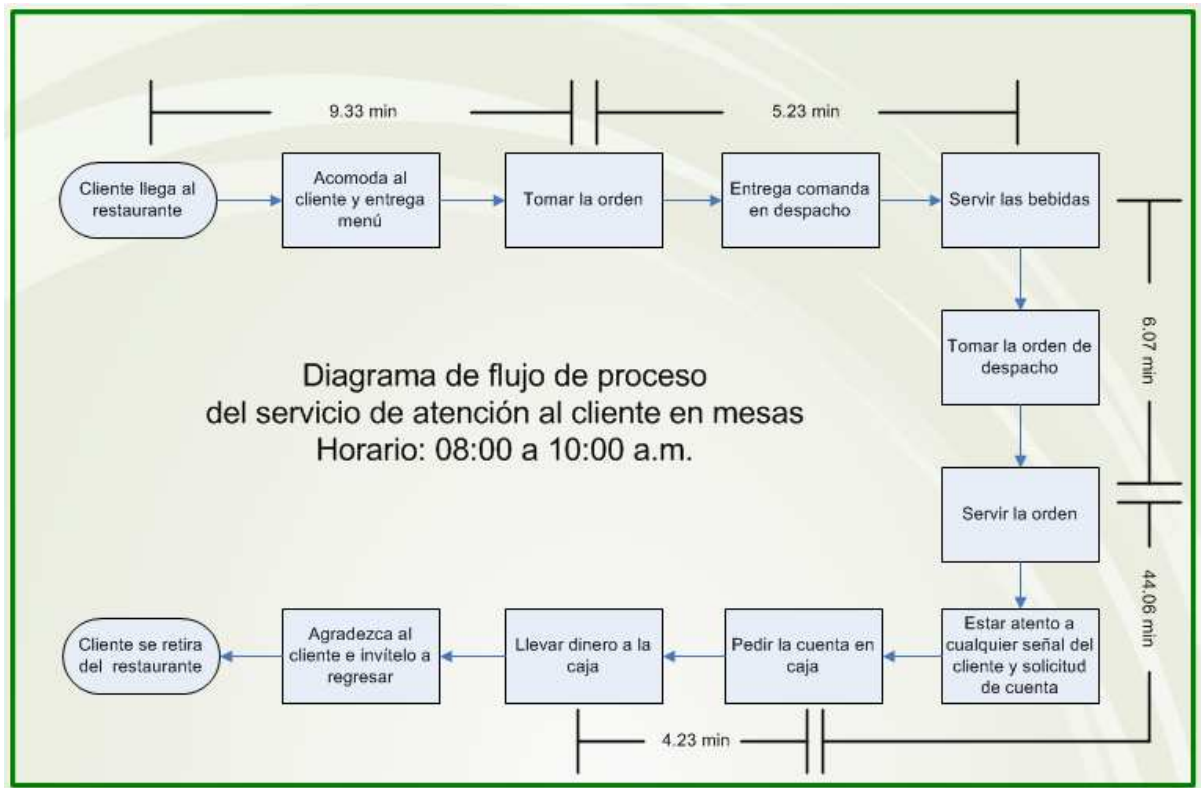 9.33 min
5.23 min
Cliente llega al
restaurante
Acomoda al
cliente y entrega
menú
Tomar la orden
Entrega comanda
en despacho
Servir las bebidas
6.07 min
Tomar la orden de
despacho
Diagrama de flujo de proceso
del servicio de atención al cliente en mesas
Horario: 08:00 a 10:00 a.m.
Servir la orden
44.06 min
Estar atento a
cualquier señal del
cliente y solicitud
de cuenta
Pedir la cuenta en
caja
Llevar dinero a la
caja
Agradezca al
cliente e invítelo a
regresar
Cliente se retira
del restaurante
4.23 min